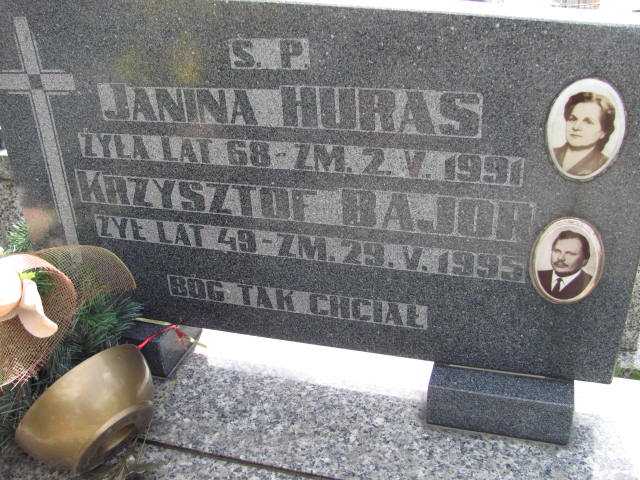 Ś. P.
JANINA HURAS
ŻYŁA LAT 68 - ZM. 2. V. 1991
KRZYSZTOF BAJOR
ŻYŁ LAT 49 - ZM. 29. V. 1995
BÓG TAK CHCIAŁ